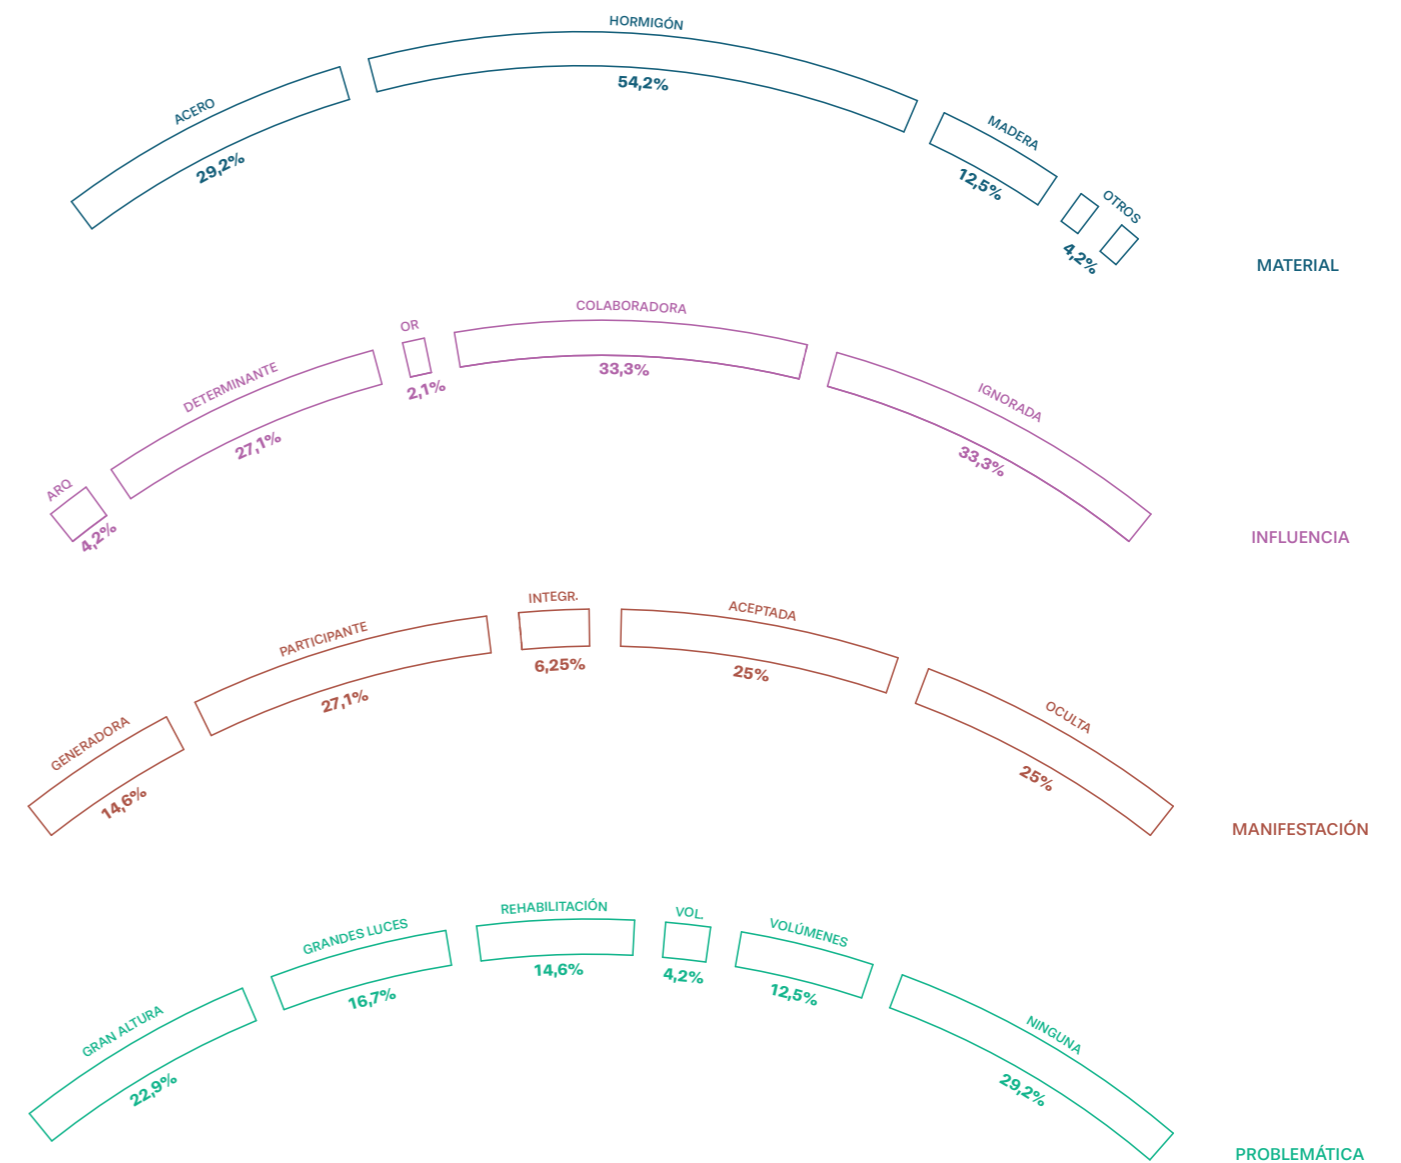 HORMIGÓN
54,2%
ACERO
29,2%
MADERA
12,5%
OTROS
4,2%
MATERIAL
ARQ
4,2%
DETERMINANTE
27,1%
OR
2,1%
COLABORADORA
33,3%
IGNORADA
33,3%
INFLUENCIA
GENERADORA
14,6%
PARTICIPANTE
27,1%
INTEGR.
6,25%
ACEPTADA
25%
OCULTA
25%
MANIFESTACIÓN
GRAN ALTURA
22,9%
GRANDES LUCES
16,7%
REHABILITACIÓN
14,6%
VOL.
4,2%
VOLÚMENES
12,5%
NINGUNA
29,2%
PROBLEMÁTICA